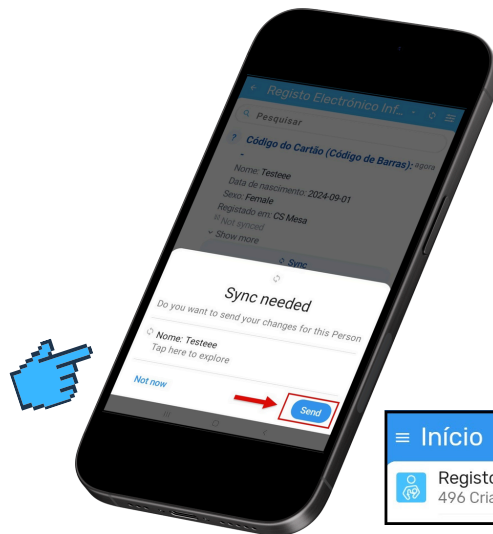 Registo Electrónico Inf...
Pesquisar
Código do Cartão (Código de Barras): agora
-
Nome: Testeee
Data de nascimento: 2024-09-01
Sexo: Female
Registado em: CS Mesa
Not synced
Show more
Sync
Sync needed
Do you want to send your changes for this Person
Nome: Testeee
Tap here to explore
Not now
Send
Início
Registo
496 Cria